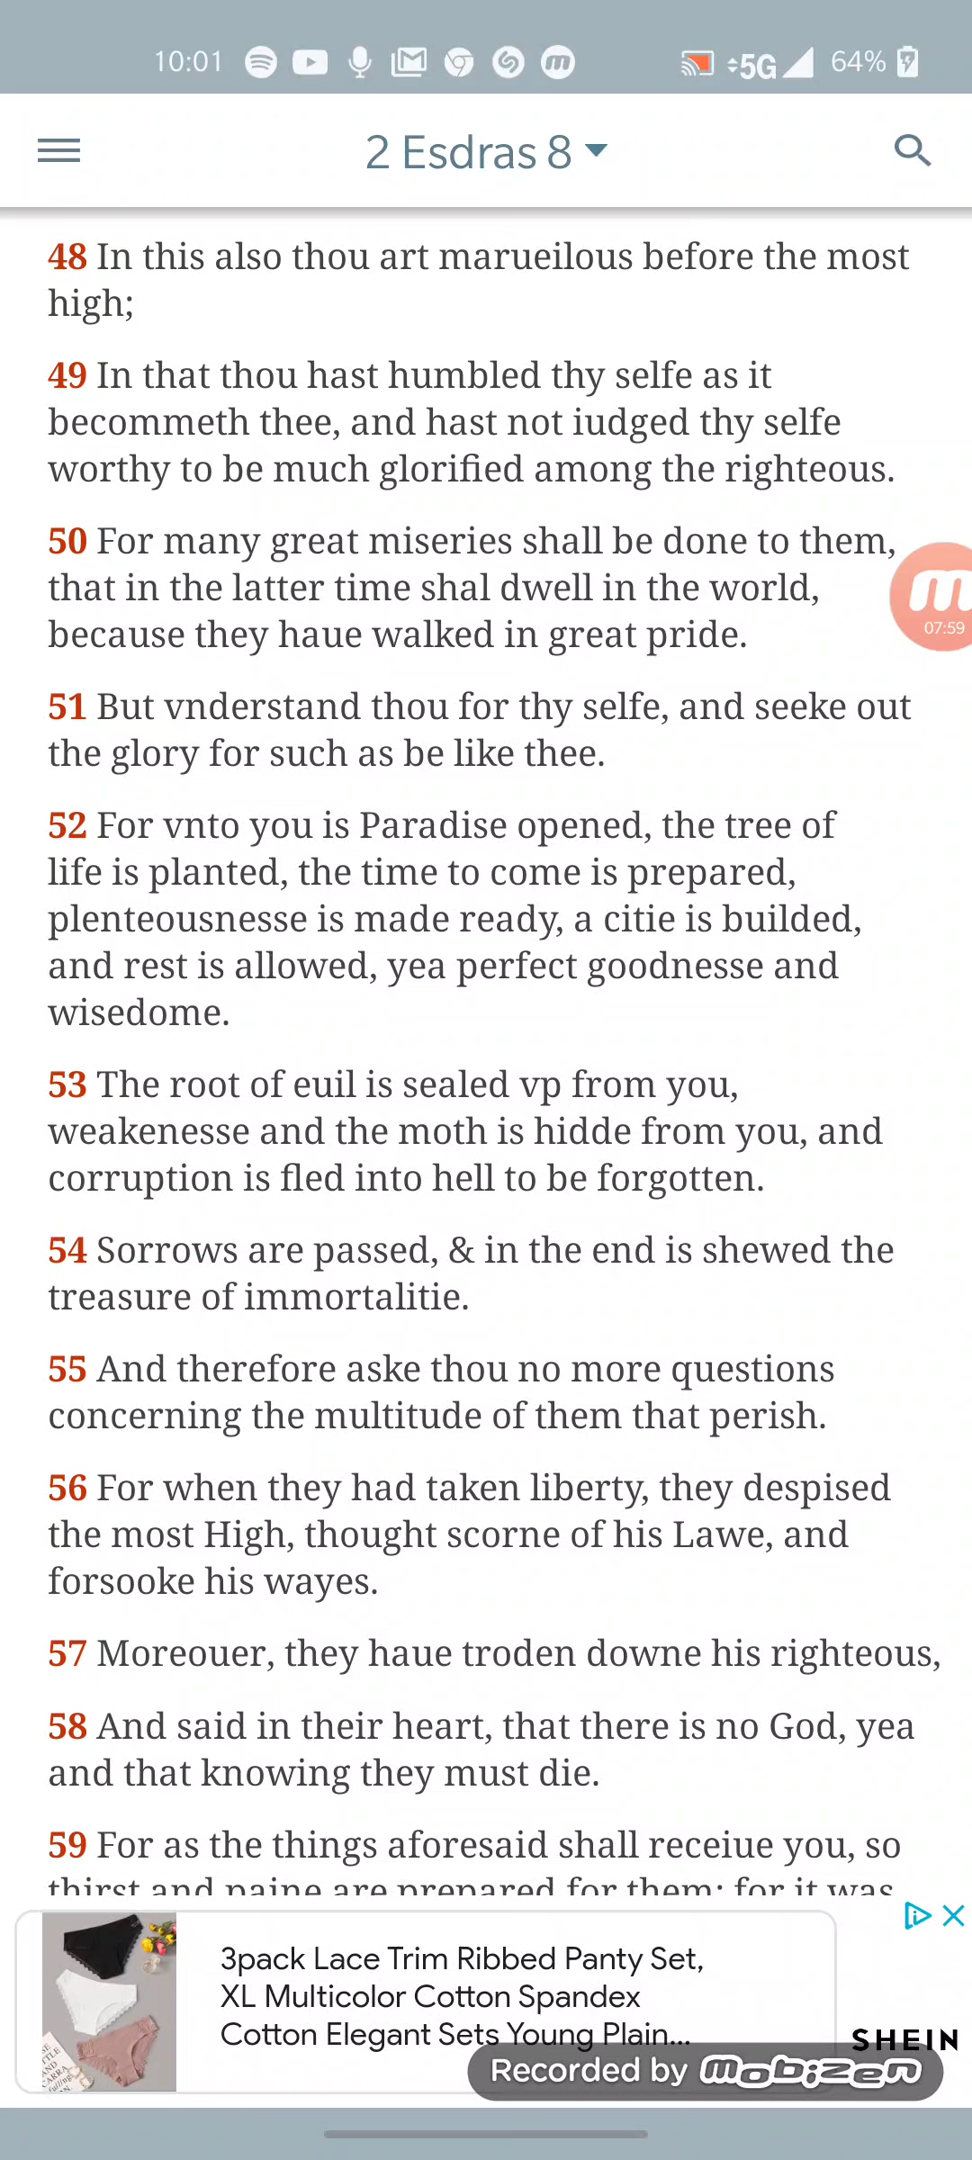 10:01 5G 64%
2 Esdras 8
48 In this also thou art marueilous before the most
high;
49 In that thou hast humbled thy selfe as it
becommeth thee, and hast not iudged thy selfe
worthy to be much glorified among the righteous.
50 For many great miseries shall be done to them,
that in the latter time shal dwell in the world,
because they haue walked in great pride.
07:59
51 But vnderstand thou for thy selfe, and seeke out
the glory for such as be like thee.
52 For vnto you is Paradise opened, the tree of
life is planted, the time to come is prepared,
plenteousnesse is made ready, a citie is builded,
and rest is allowed, yea perfect goodnesse and
wisedome.
53 The root of euil is sealed vp from you,
weakenesse and the moth is hidde from you, and
corruption is fled into hell to be forgotten.
54 Sorrows are passed, & in the end is shewed the
treasure of immortalitie.
55 And therefore aske thou no more questions
concerning the multitude of them that perish.
56 For when they had taken liberty, they despised
the most High, thought scorne of his Lawe, and
forsooke his wayes.
57 Moreouer, they haue troden downe his righteous,
58 And said in their heart, that there is no God, yea
and that knowing they must die.
59 For as the things aforesaid shall receiue you, so
thirst and paine are prepared for them: for it was
3pack Lace Trim Ribbed Panty Set,
XL Multicolor Cotton Spandex
Cotton Elegant Sets Young Plain...
SHEIN
Recorded by mobizen